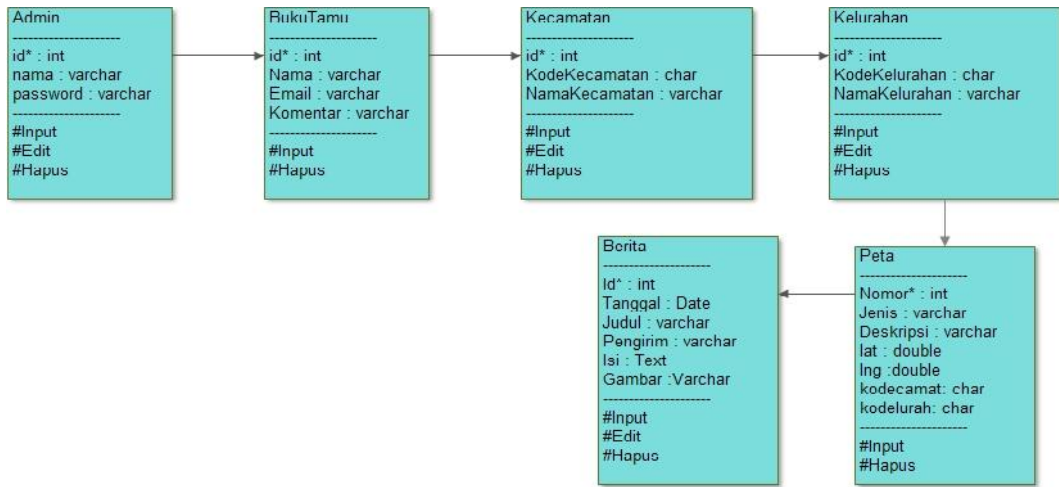 Admin
---------------------
id* : int
nama : varchar
password : varchar
---------------------
#Input
#Edit
#Hapus
BukuTamu
---------------------
id* : int
Nama : varchar
Email : varchar
Komentar : varchar
---------------------
#Input
#Hapus
Kecamatan
---------------------
id* : int
KodeKecamatan : char
NamaKecamatan : varchar
---------------------
#Input
#Edit
#Hapus
Kelurahan
---------------------
id* : int
KodeKelurahan : char
NamaKelurahan : varchar
---------------------
#Input
#Edit
#Hapus
Berita
---------------------
Id* : int
Tanggal : Date
Judul : varchar
Pengirim : varchar
Isi : Text
Gambar :Varchar
---------------------
#Input
#Edit
#Hapus
Peta
---------------------
Nomor* : int
Jenis : varchar
Deskripsi : varchar
lat : double
lng :double
kodecamat: char
kodelurah: char
---------------------
#Input
#Hapus